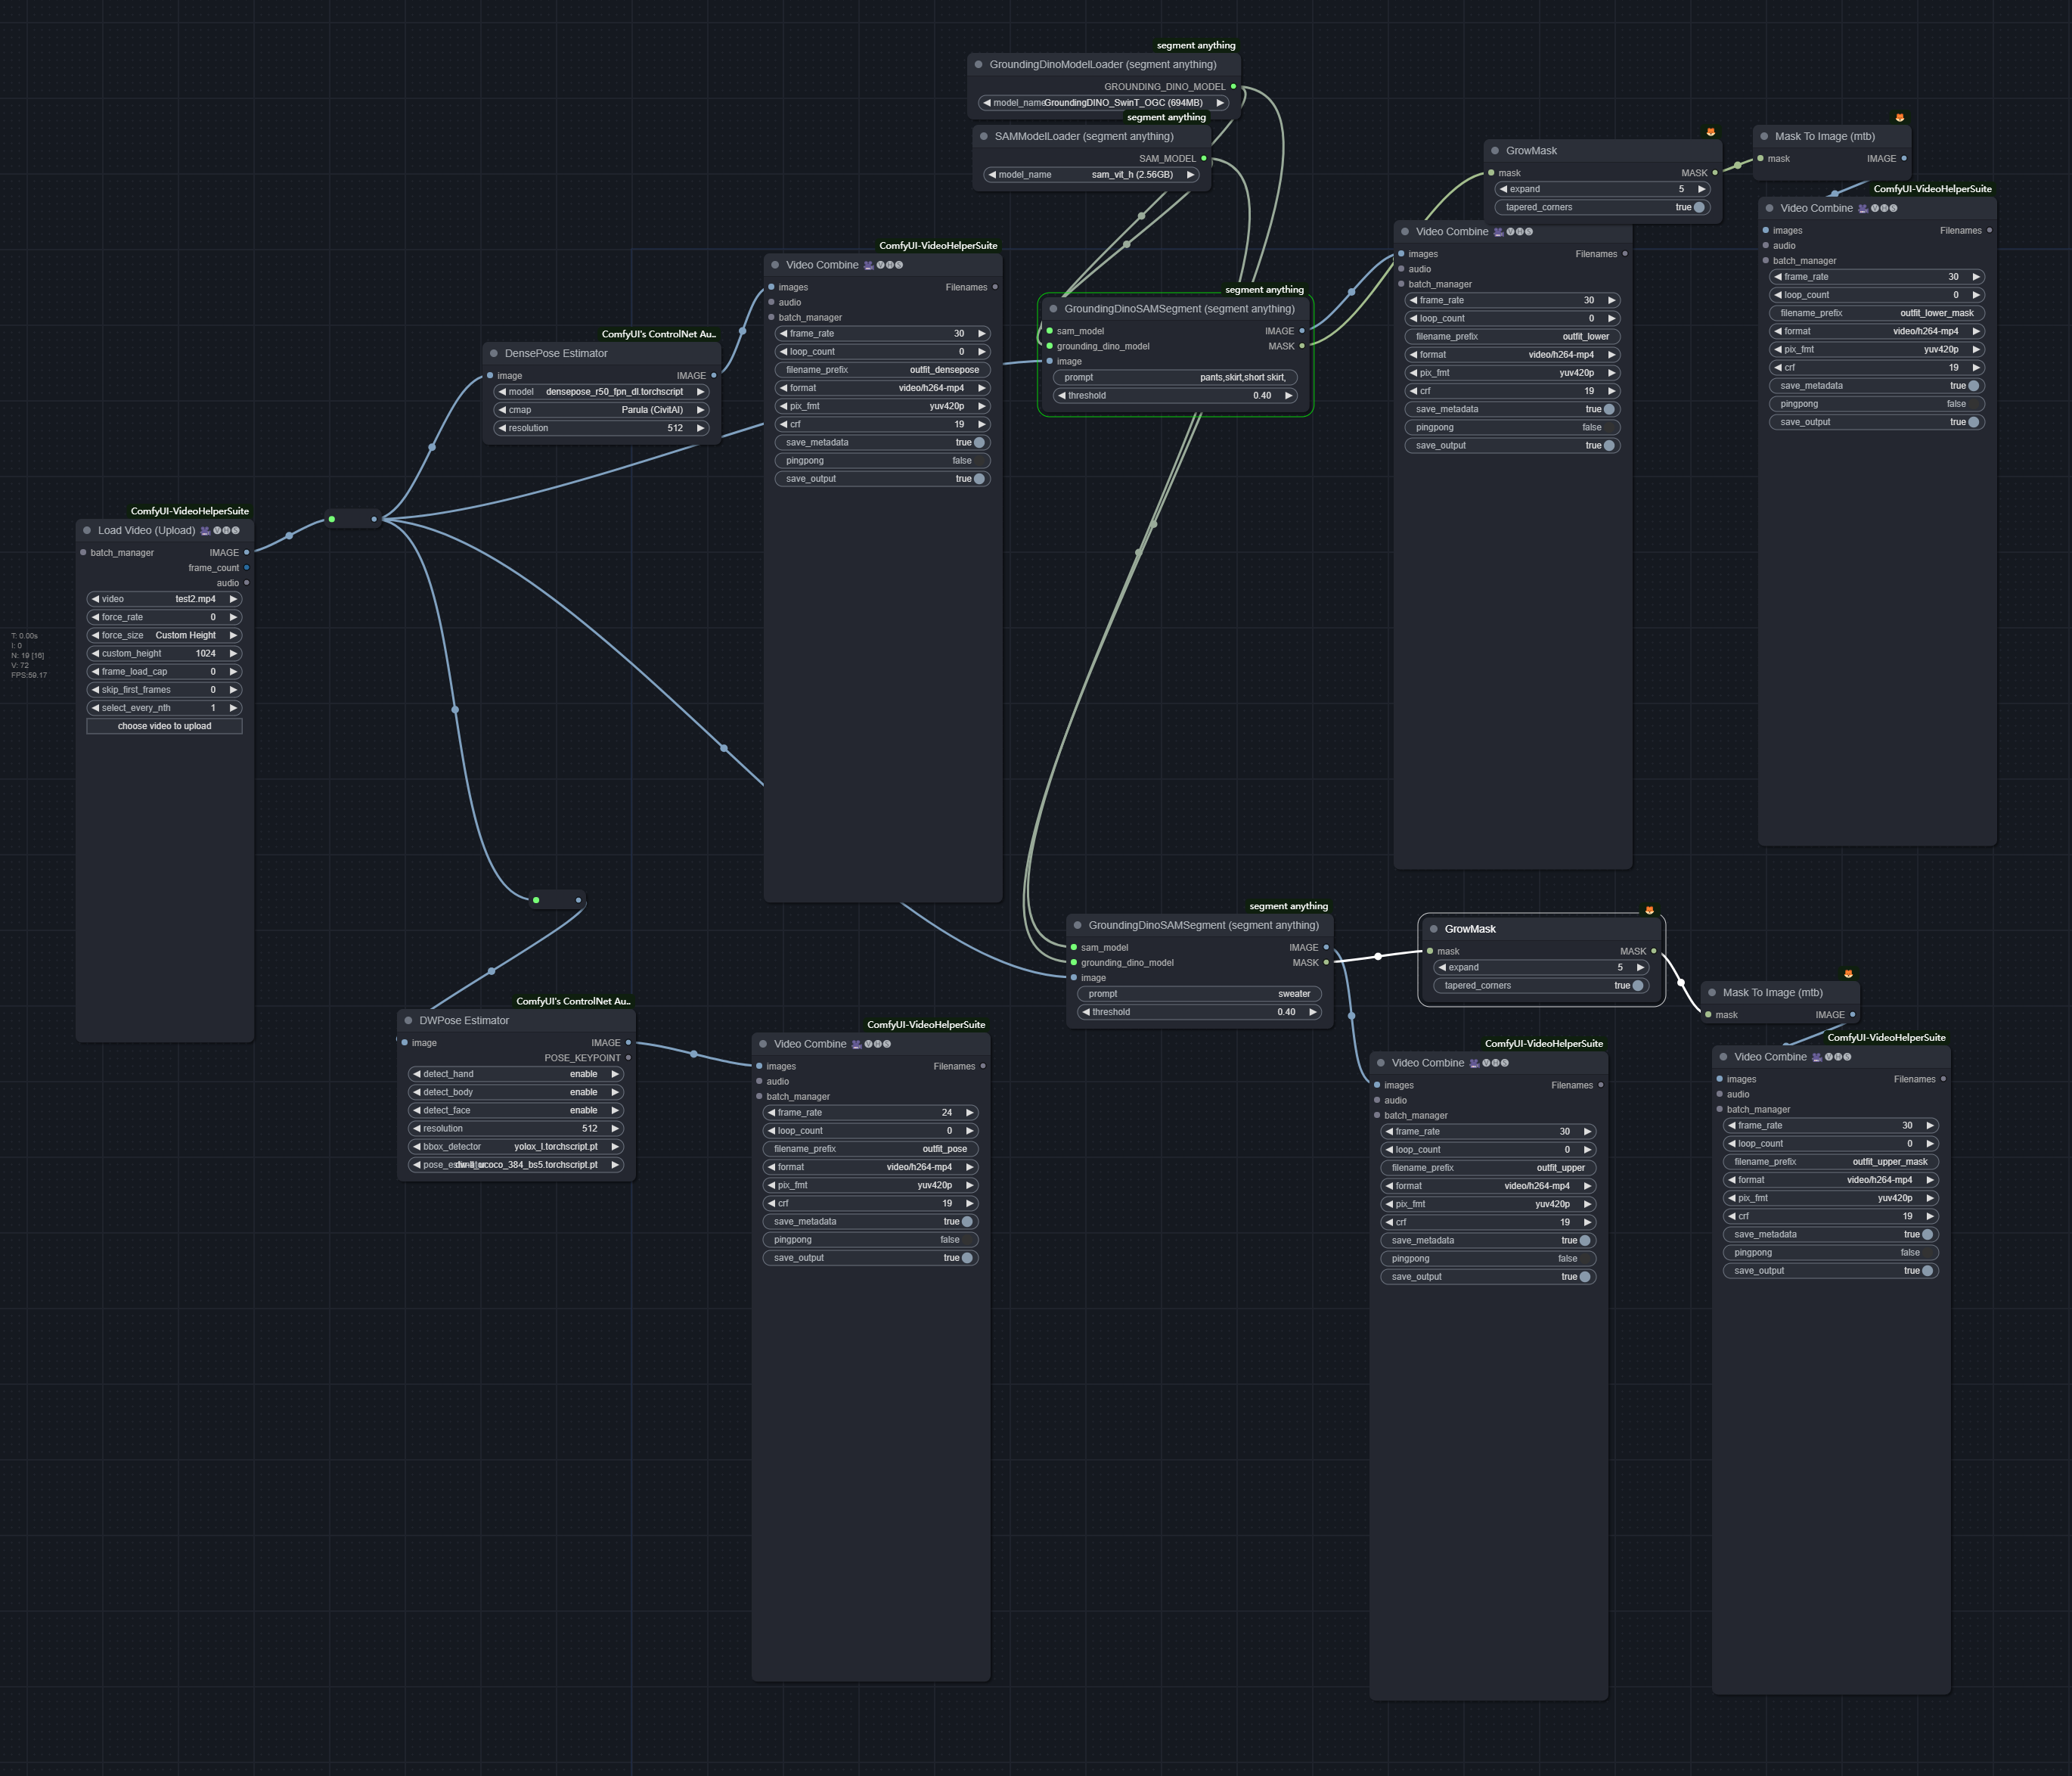 segment anything
GroundingDinoModelLoader (segment anything)
GROUNDING_DINO_MODEL
model_name GroundingDINO_SwinT_OGC (694MB)
segment anything
SAMModelLoader (segment anything)
SAM_MODEL
model_name sam_vit_h (2.56GB)
GrowMask
mask MASK
expand 5
tapered_corners true
Mask To Image (mtb)
mask IMAGE
ComfyUI-VideoHelperSuite
Video Combine VHS
images Filenames
audio
batch_manager
frame_rate 30
loop_count 0
filename_prefix outfit_lower_mask
format video/h264-mp4
pix_fmt yuv420p
crf 19
save_metadata true
pingpong false
save_output true
Video Combine VHS
images Filenames
audio
batch_manager
frame_rate 30
loop_count 0
filename_prefix outfit_lower
format video/h264-mp4
pix_fmt yuv420p
crf 19
save_metadata true
pingpong false
save_output true
segment anything
GroundingDinoSAMSegment (segment anything)
sam_model IMAGE
grounding_dino_model MASK
image
prompt pants,skirt,short skirt,
threshold 0.40
ComfyUI-VideoHelperSuite
Video Combine VHS
images Filenames
audio
batch_manager
frame_rate 30
loop_count 0
filename_prefix outfit_densepose
format video/h264-mp4
pix_fmt yuv420p
crf 19
save_metadata true
pingpong false
save_output true
ComfyUI's ControlNet Au..
DensePose Estimator
image IMAGE
model densepose_r50_fpn_dl.torchscript
cmap Parula (CivitAI)
resolution 512
ComfyUI-VideoHelperSuite
Load Video (Upload) VHS
batch_manager IMAGE
frame_count
audio
video test2.mp4
force_rate 0
force_size Custom Height
custom_height 1024
frame_load_cap 0
skip_first_frames 0
select_every_nth 1
choose video to upload
T: 0.00s
I: 0
N: 19 [16]
V: 72
FPS:59.17
ComfyUI's ControlNet Au..
DWPose Estimator
image IMAGE
POSE_KEYPOINT
detect_hand enable
detect_body enable
detect_face enable
resolution 512
bbox_detector yolox_l.torchscript.pt
ucoco_384_bs5.torchscript.pt
ComfyUI-VideoHelperSuite
Video Combine VHS
images Filenames
audio
batch_manager
frame_rate 24
loop_count 0
filename_prefix outfit_pose
format video/h264-mp4
pix_fmt yuv420p
crf 19
save_metadata true
pingpong false
save_output true
segment anything
GroundingDinoSAMSegment (segment anything)
sam_model IMAGE
grounding_dino_model MASK
image
prompt sweater
threshold 0.40
GrowMask
mask MASK
expand 5
tapered_corners true
Mask To Image (mtb)
mask IMAGE
ComfyUI-VideoHelperSuite
Video Combine VHS
images Filenames
audio
batch_manager
frame_rate 30
loop_count 0
filename_prefix outfit_upper
format video/h264-mp4
pix_fmt yuv420p
crf 19
save_metadata true
pingpong false
save_output true
ComfyUI-VideoHelperSuite
Video Combine VHS
images Filenames
audio
batch_manager
frame_rate 30
loop_count 0
filename_prefix outfit_upper_mask
format video/h264-mp4
pix_fmt yuv420p
crf 19
save_metadata true
pingpong false
save_output true